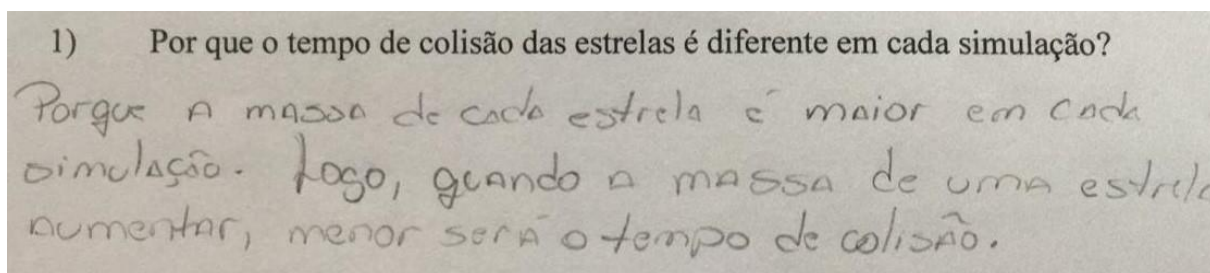 1) Por que o tempo de colisão das estrelas é diferente em cada simulação?
Porque a massa de cada estrela é maior em cada
simulação. Logo, quando a massa de uma estrela
aumentar, menor será o tempo de colisão.